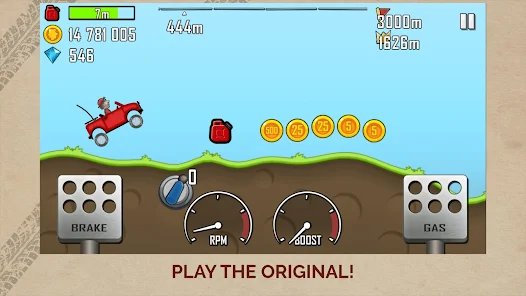 7m
444m
3000m
14 781 005
1626m
546
500 25 25 5 5
0
BRAKE
RPM
BOOST
GAS
PLAY THE ORIGINAL!